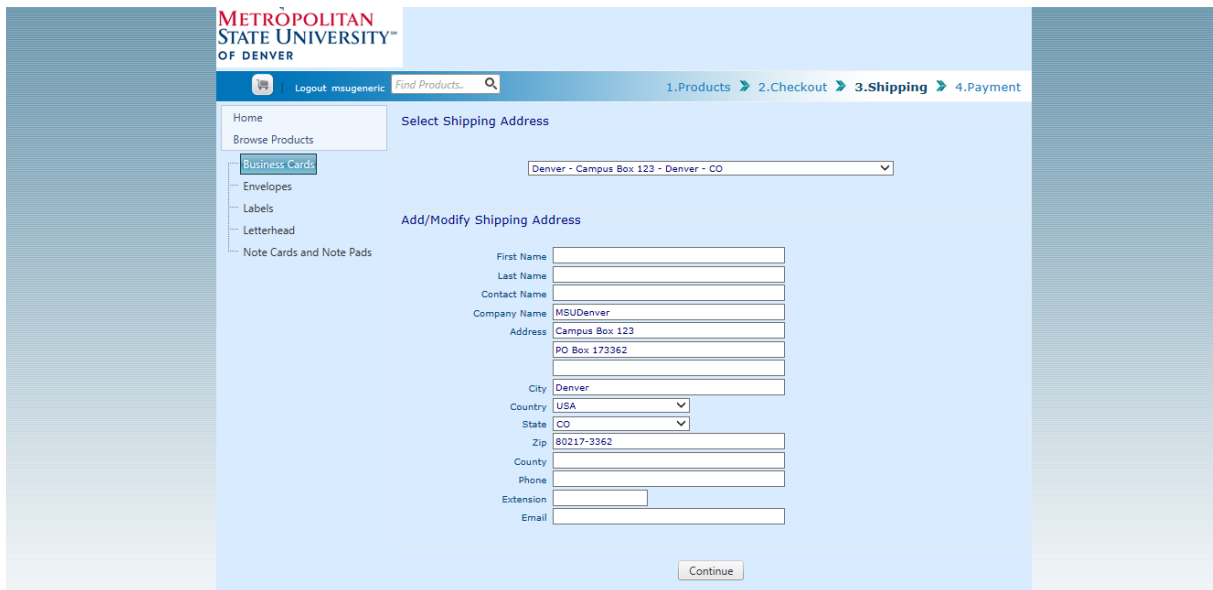 METROPOLITAN
STATE UNIVERSITY℠
OF DENVER
Logout msugeneric Find Products.. 1.Products 2.Checkout 3.Shipping 4.Payment
Home
Browse Products
Business Cards
Envelopes
Labels
Letterhead
Note Cards and Note Pads
Select Shipping Address
Denver - Campus Box 123 - Denver - CO
Add/Modify Shipping Address
First Name
Last Name
Contact Name
Company Name MSUDenver
Address Campus Box 123
PO Box 173362
City Denver
Country USA
State CO
Zip 80217-3362
County
Phone
Extension
Email
Continue